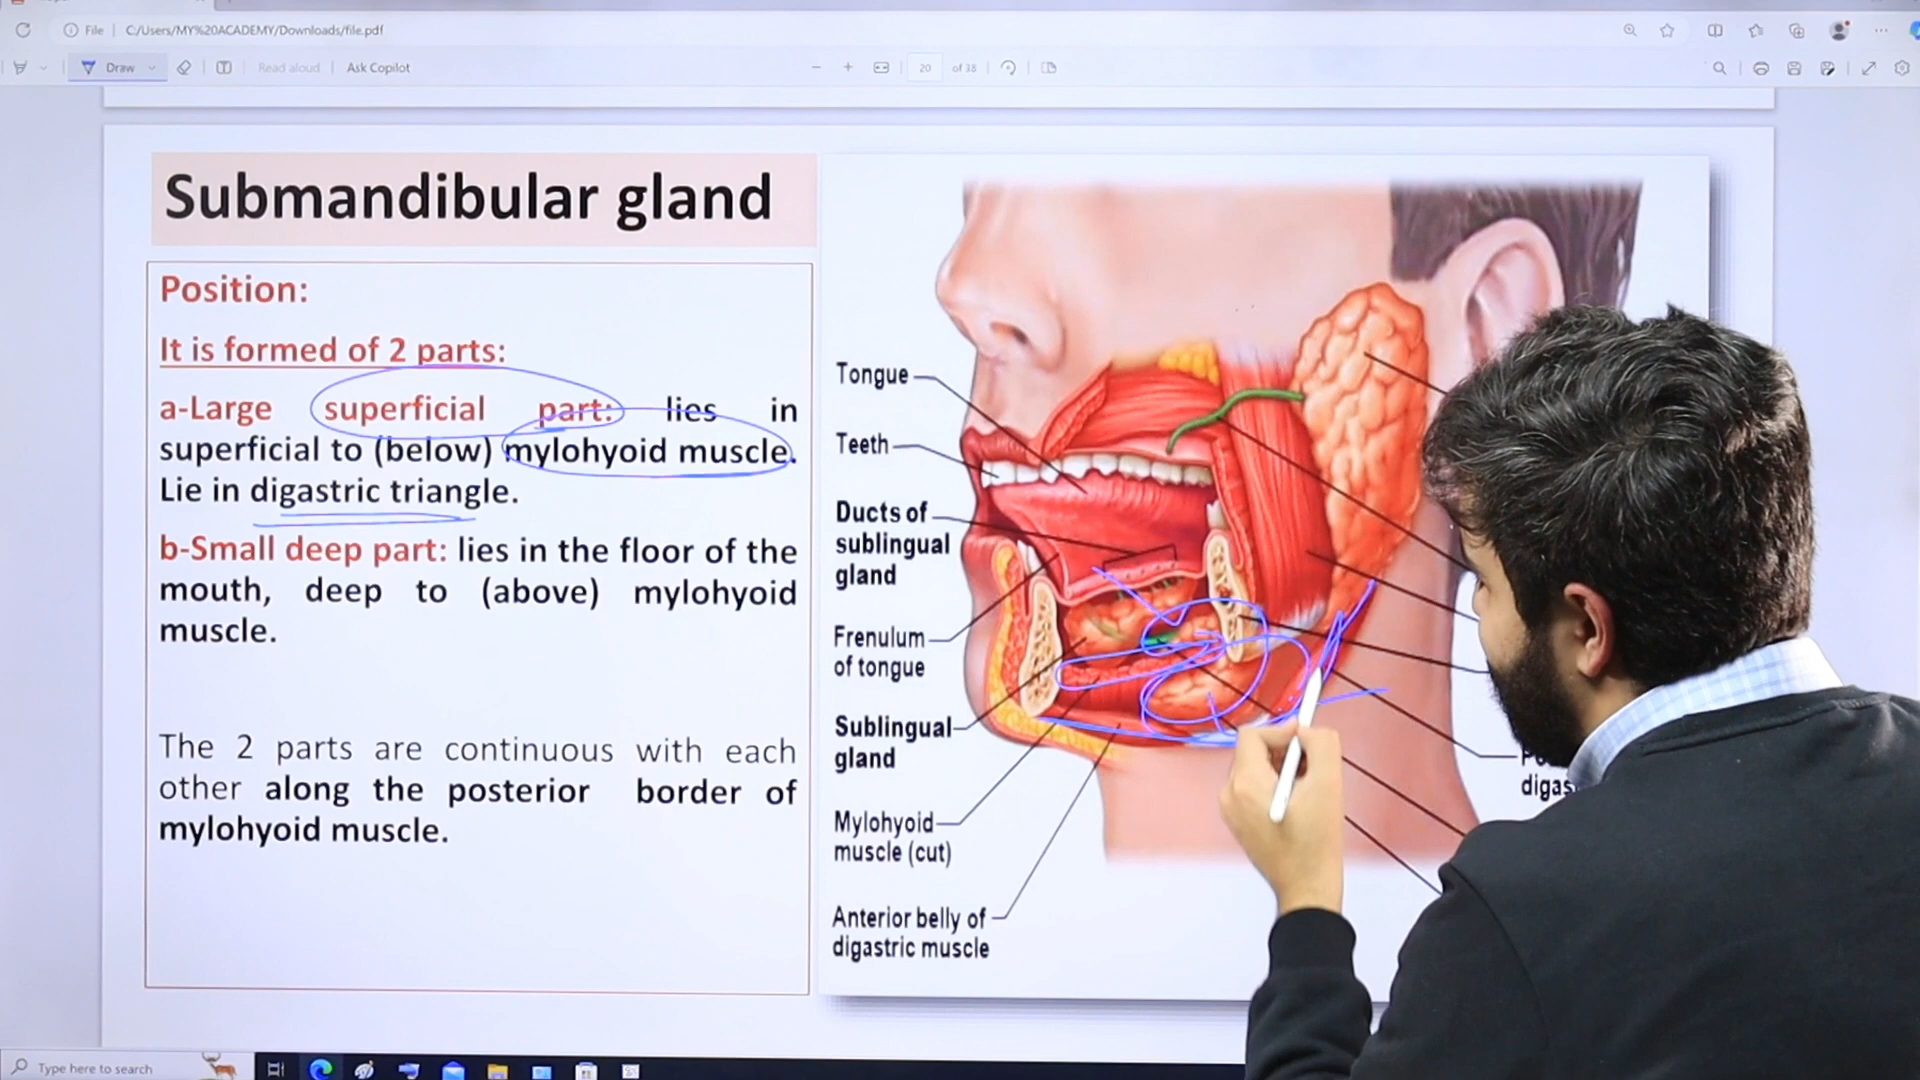 File | C:/Users/MY%20ACADEMY/Downloads/file.pdf
Draw
Read aloud
Ask Copilot
20 of 38
Submandibular gland
Position:
It is formed of 2 parts:
a-Large superficial part: lies in
superficial to (below) mylohyoid muscle.
Lie in digastric triangle.
b-Small deep part: lies in the floor of the
mouth, deep to (above) mylohyoid
muscle.
The 2 parts are continuous with each
other along the posterior border of
mylohyoid muscle.
Tongue
Teeth
Ducts of
sublingual
gland
Frenulum
of tongue
Sublingual
gland
Mylohyoid
muscle (cut)
Anterior belly of
digastric muscle
Type here to search